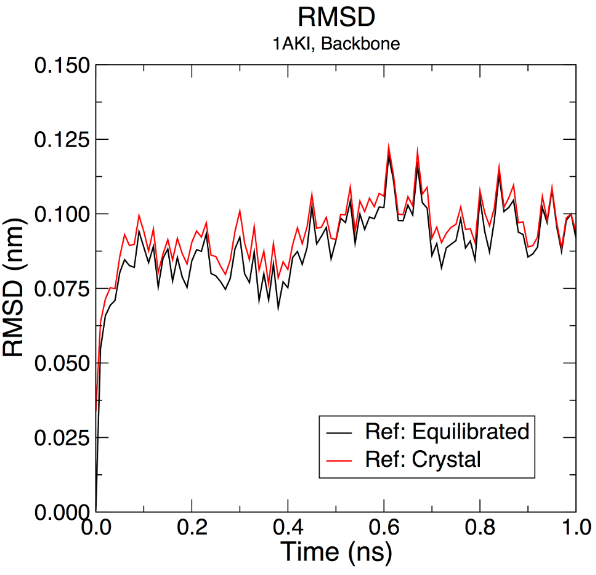 RMSD
1AKI, Backbone
RMSD (nm)
0.150
0.125
0.100
0.075
0.050
0.025
0.000
Ref: Equilibrated
Ref: Crystal
0.0 0.2 0.4 0.6 0.8 1.0
Time (ns)